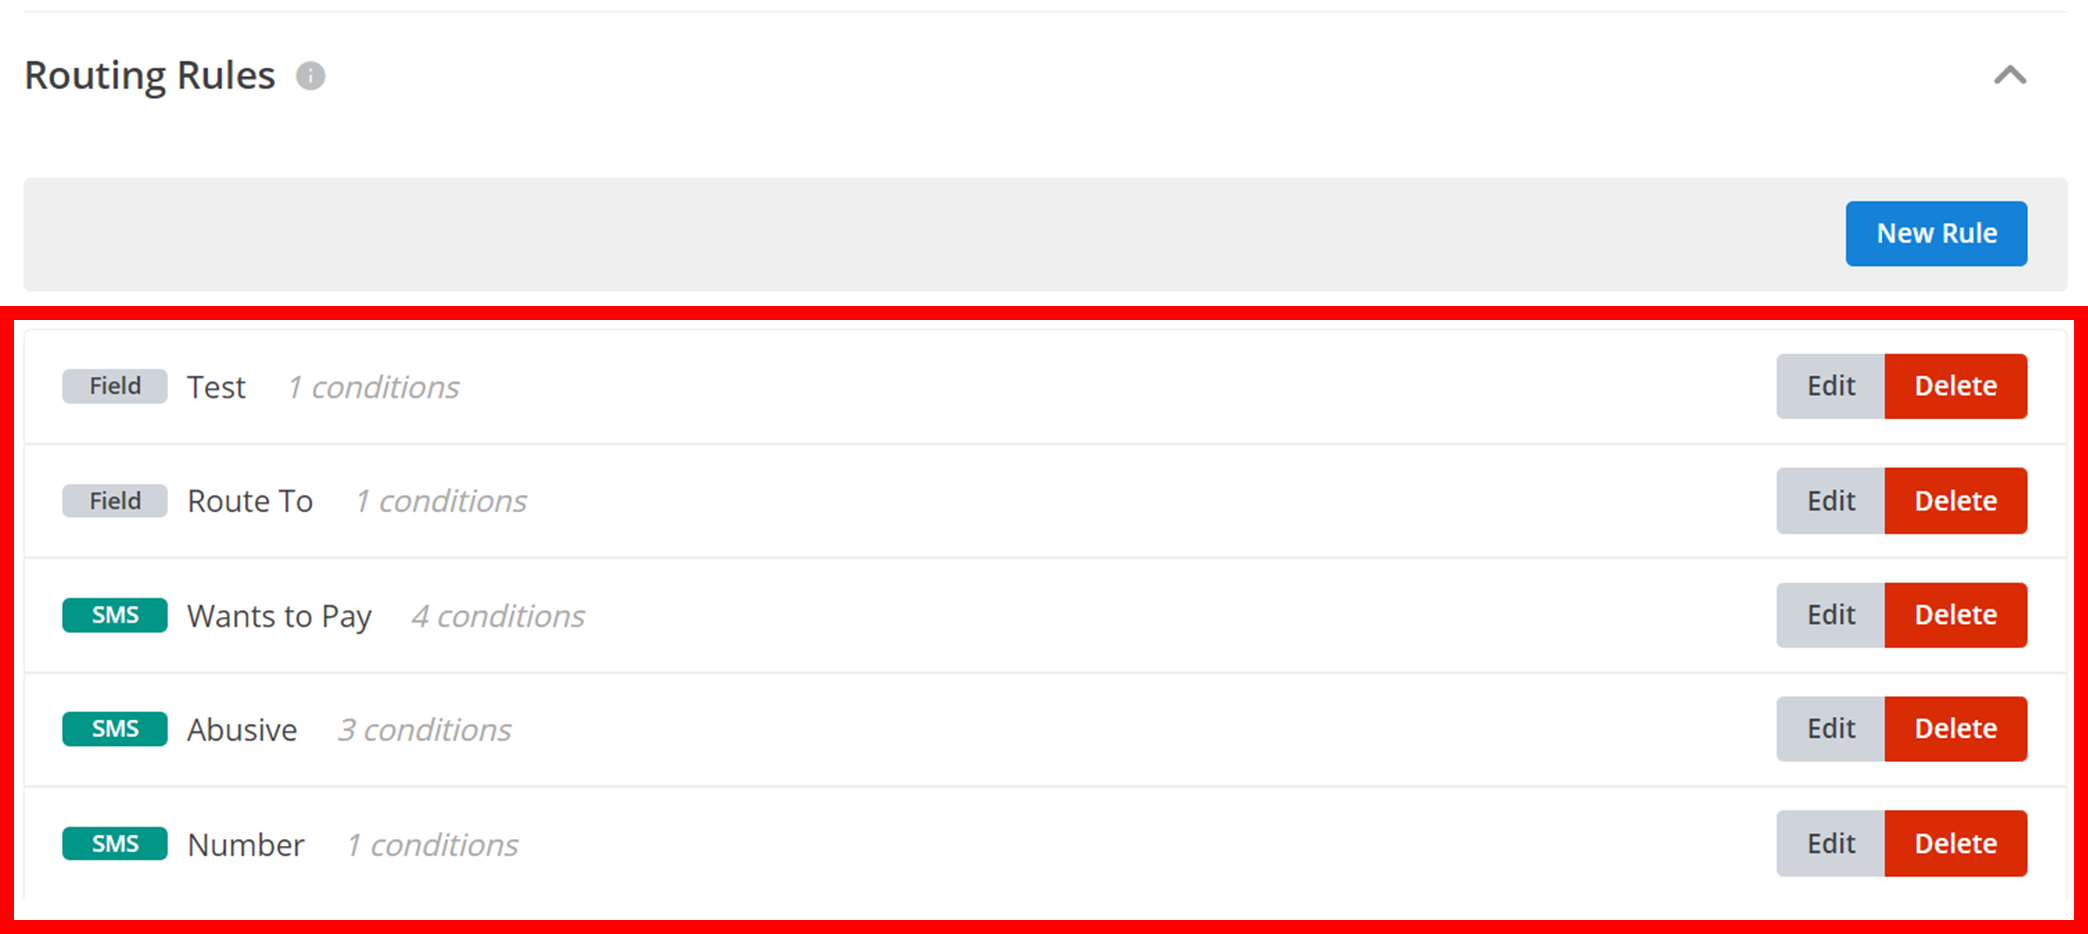 Routing Rules
New Rule
Field Test 1 conditions Edit Delete
Field Route To 1 conditions Edit Delete
SMS Wants to Pay 4 conditions Edit Delete
SMS Abusive 3 conditions Edit Delete
SMS Number 1 conditions Edit Delete